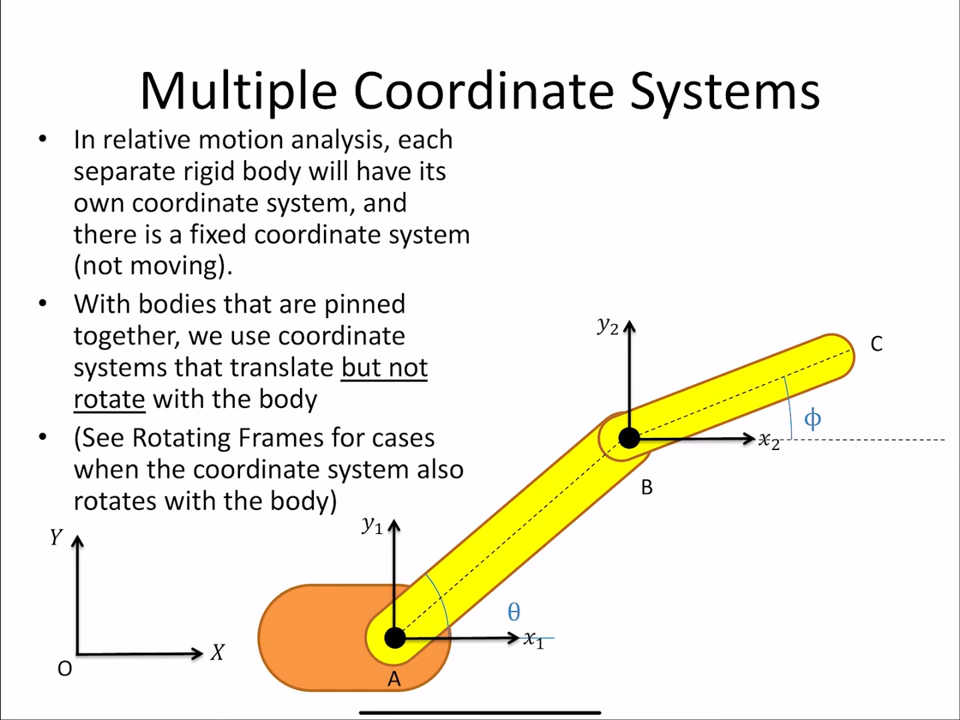 Multiple Coordinate Systems
• In relative motion analysis, each
separate rigid body will have its
own coordinate system, and
there is a fixed coordinate system
(not moving).
• With bodies that are pinned
together, we use coordinate
systems that translate but not
rotate with the body
• (See Rotating Frames for cases
when the coordinate system also
rotates with the body)
y₂
C
ϕ
x₂
B
y₁
Y
θ
x₁
X
O
A